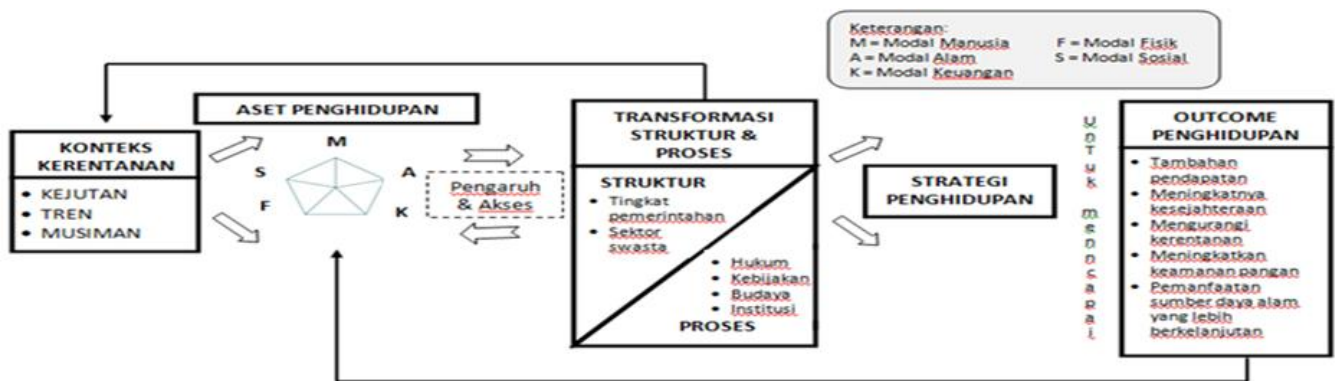 Keterangan:
M = Modal Manusia F = Modal Fisik
A = Modal Alam S = Modal Sosial
K = Modal Keuangan
KONTEKS
KERENTANAN
• KEJUTAN
• TREN
• MUSIMAN
ASET PENGHIDUPAN
M
S
A
F
K
Pengaruh
& Akses
TRANSFORMASI
STRUKTUR &
PROSES
STRUKTUR
• Tingkat
pemerintahan
• Sektor
swasta
• Hukum
• Kebijakan
• Budaya
• Institusi
PROSES
STRATEGI
PENGHIDUPAN
UnTuk menncapai
OUTCOME
PENGHIDUPAN
• Tambahan
pendapatan
• Meningkatnya
kesejahteraan
• Mengurangi
kerentanan
• Meningkatkan
keamanan pangan
• Pemanfaatan
sumber daya alam
yang lebih
berkelanjutan